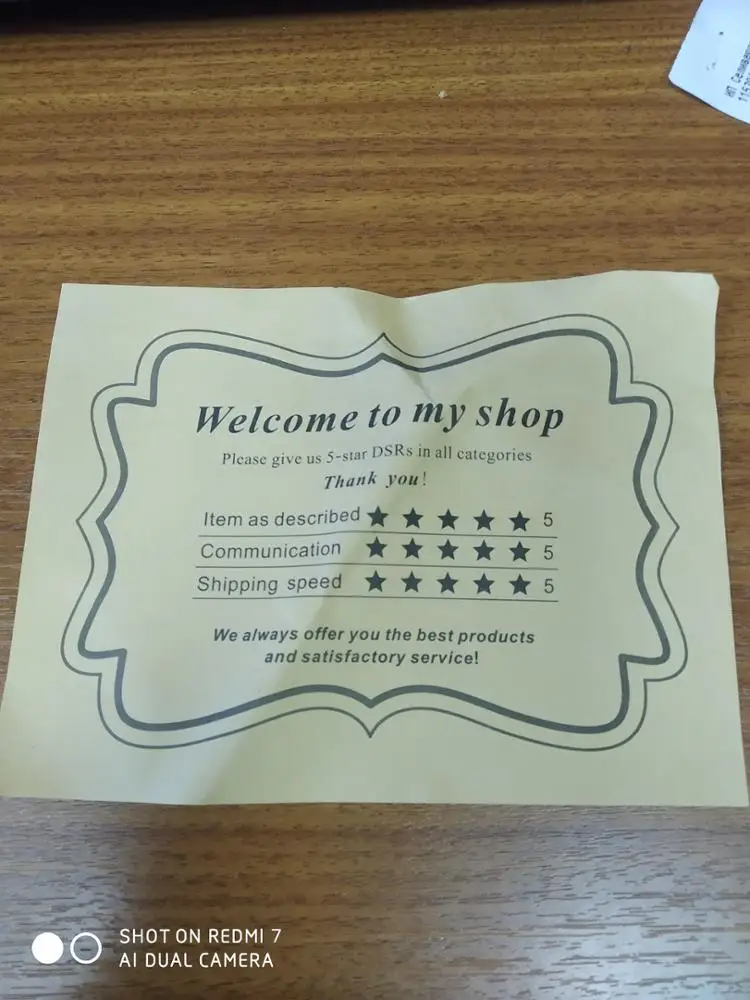 ИП Селиван
Welcome to my shop
Please give us 5-star DSRs in all categories
Thank you!
Item as described ★ ★ ★ ★ ★ 5
Communication ★ ★ ★ ★ ★ 5
Shipping speed ★ ★ ★ ★ ★ 5
We always offer you the best products
and satisfactory service!
SHOT ON REDMI 7
AI DUAL CAMERA